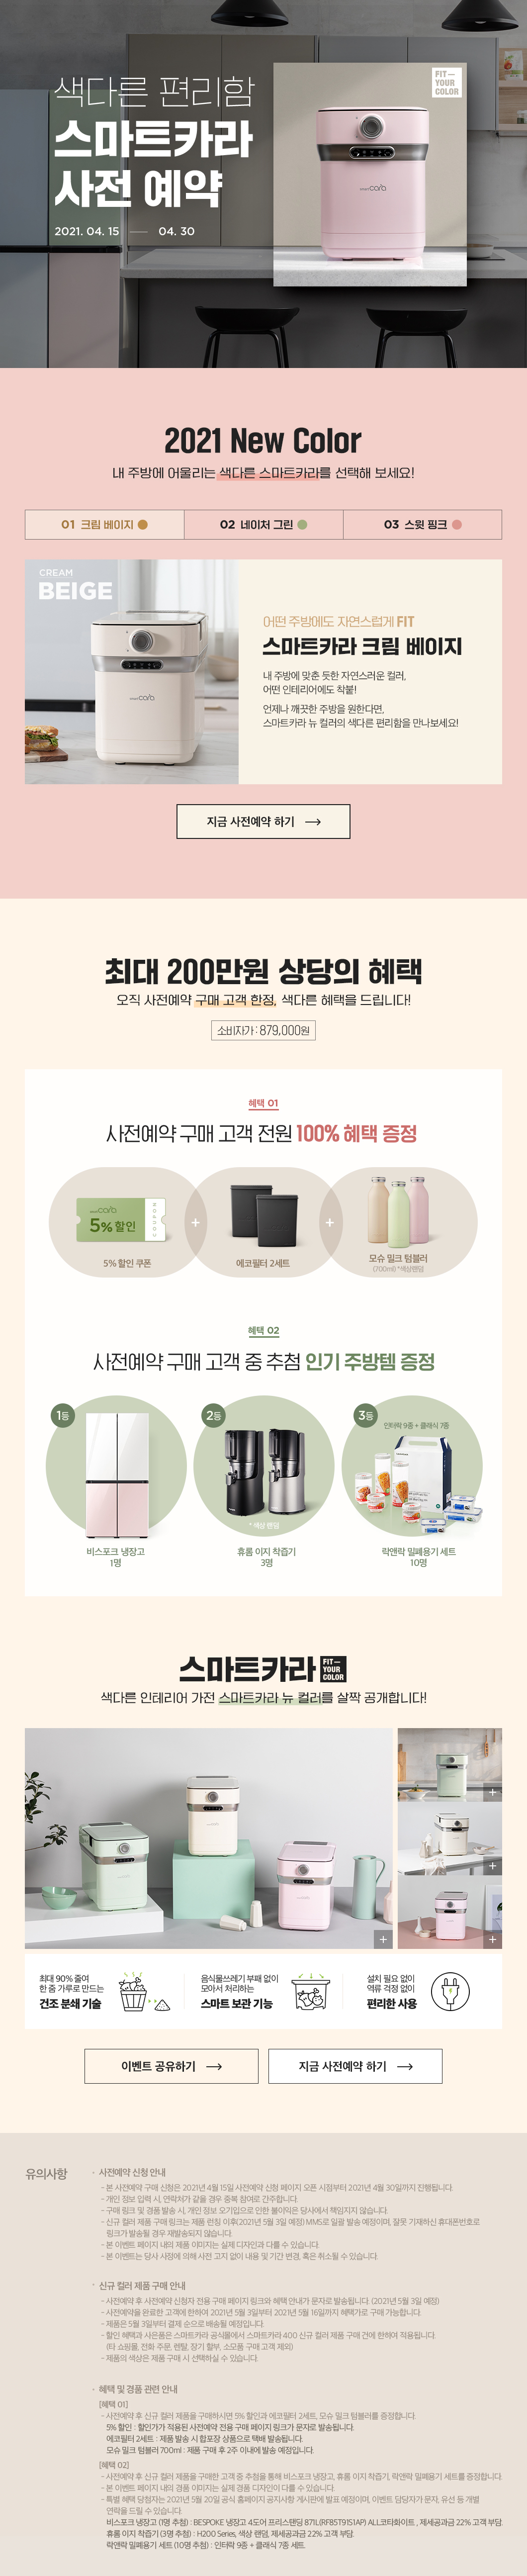 색다른 편리함
스마트카라
사전 예약
2021. 04. 15 — 04. 30
FIT—
YOUR
COLOR
smart cara
2021 New Color
내 주방에 어울리는 색다른 스마트카라를 선택해 보세요!
01 크림 베이지
02 네이처 그린
03 스윗 핑크
CREAM
BEIGE
smart cara
어떤 주방에도 자연스럽게 FIT
스마트카라 크림 베이지
내 주방에 맞춘 듯한 자연스러운 컬러,
어떤 인테리어에도 착붙!
언제나 깨끗한 주방을 원한다면,
스마트카라 뉴 컬러의 색다른 편리함을 만나보세요!
지금 사전예약 하기
최대 200만원 상당의 혜택
오직 사전예약 구매 고객 한정, 색다른 혜택을 드립니다!
소비자가 : 879,000원
혜택 01
사전예약 구매 고객 전원 100% 혜택 증정
smart cara
5% 할인
5% 할인 쿠폰
+
에코필터 2세트
+
모슈 밀크 텀블러
(700ml) *색상랜덤
혜택 02
사전예약 구매 고객 중 추첨 인기 주방템 증정
1등
비스포크 냉장고
1명
2등
* 색상 랜덤
휴롬 이지 착즙기
3명
3등
인터락 9종 + 클래식 7종
락앤락 밀폐용기 세트
10명
스마트카라 FIT—
YOUR
COLOR
색다른 인테리어 가전 스마트카라 뉴 컬러를 살짝 공개합니다!
최대 90% 줄여
한 줌 가루로 만드는
건조 분쇄 기술
음식물쓰레기 부패 없이
모아서 처리하는
스마트 보관 기능
설치 필요 없이
역류 걱정 없이
편리한 사용
이벤트 공유하기
지금 사전예약 하기
유의사항
· 사전예약 신청 안내
- 본 사전예약 구매 신청은 2021년 4월 15일 사전예약 신청 페이지 오픈 시점부터 2021년 4월 30일까지 진행됩니다.
- 개인 정보 입력 시, 연락처가 같을 경우 중복 참여로 간주합니다.
- 구매 링크 및 경품 발송 시, 개인 정보 오기입으로 인한 불이익은 당사에서 책임지지 않습니다.
- 신규 컬러 제품 구매 링크는 제품 런칭 이후(2021년 5월 3일 예정) MMS로 일괄 발송 예정이며, 잘못 기재하신 휴대폰번호로
링크가 발송될 경우 재발송되지 않습니다.
- 본 이벤트 페이지 내의 제품 이미지는 실제 디자인과 다를 수 있습니다.
- 본 이벤트는 당사 사정에 의해 사전 고지 없이 내용 및 기간 변경, 혹은 취소될 수 있습니다.
· 신규 컬러 제품 구매 안내
- 사전예약 후 사전예약 신청자 전용 구매 페이지 링크와 혜택 안내가 문자로 발송됩니다. (2021년 5월 3일 예정)
- 사전예약을 완료한 고객에 한하여 2021년 5월 3일부터 2021년 5월 16일까지 혜택가로 구매 가능합니다.
- 제품은 5월 3일부터 결제 순으로 배송될 예정입니다.
- 할인 혜택과 사은품은 스마트카라 공식몰에서 스마트카라 400 신규 컬러 제품 구매 건에 한하여 적용됩니다.
(타 쇼핑몰, 전화 주문, 렌탈, 장기 할부, 소모품 구매 고객 제외)
- 제품의 색상은 제품 구매 시 선택하실 수 있습니다.
· 혜택 및 경품 관련 안내
[혜택 01]
- 사전예약 후 신규 컬러 제품을 구매하시면 5% 할인과 에코필터 2세트, 모슈 밀크 텀블러를 증정합니다.
5% 할인 : 할인가가 적용된 사전예약 전용 구매 페이지 링크가 문자로 발송됩니다.
에코필터 2세트 : 제품 발송 시 합포장 상품으로 택배 발송됩니다.
모슈 밀크 텀블러 700ml : 제품 구매 후 2주 이내에 발송 예정입니다.
[혜택 02]
- 사전예약 후 신규 컬러 제품을 구매한 고객 중 추첨을 통해 비스포크 냉장고, 휴롬 이지 착즙기, 락앤락 밀폐용기 세트를 증정합니다.
- 본 이벤트 페이지 내의 경품 이미지는 실제 경품 디자인이 다를 수 있습니다.
- 특별 혜택 당첨자는 2021년 5월 20일 공식 홈페이지 공지사항 게시판에 발표 예정이며, 이벤트 담당자가 문자, 유선 등 개별
연락을 드릴 수 있습니다.
비스포크 냉장고 (1명 추첨) : BESPOKE 냉장고 4도어 프리스탠딩 871L(RF85T91S1AP) ALL코타화이트 , 제세공과금 22% 고객 부담.
휴롬 이지 착즙기 (3명 추첨) : H200 Series, 색상 랜덤, 제세공과금 22% 고객 부담.
락앤락 밀폐용기 세트 (10명 추첨) : 인터락 9종 + 클래식 7종 세트.